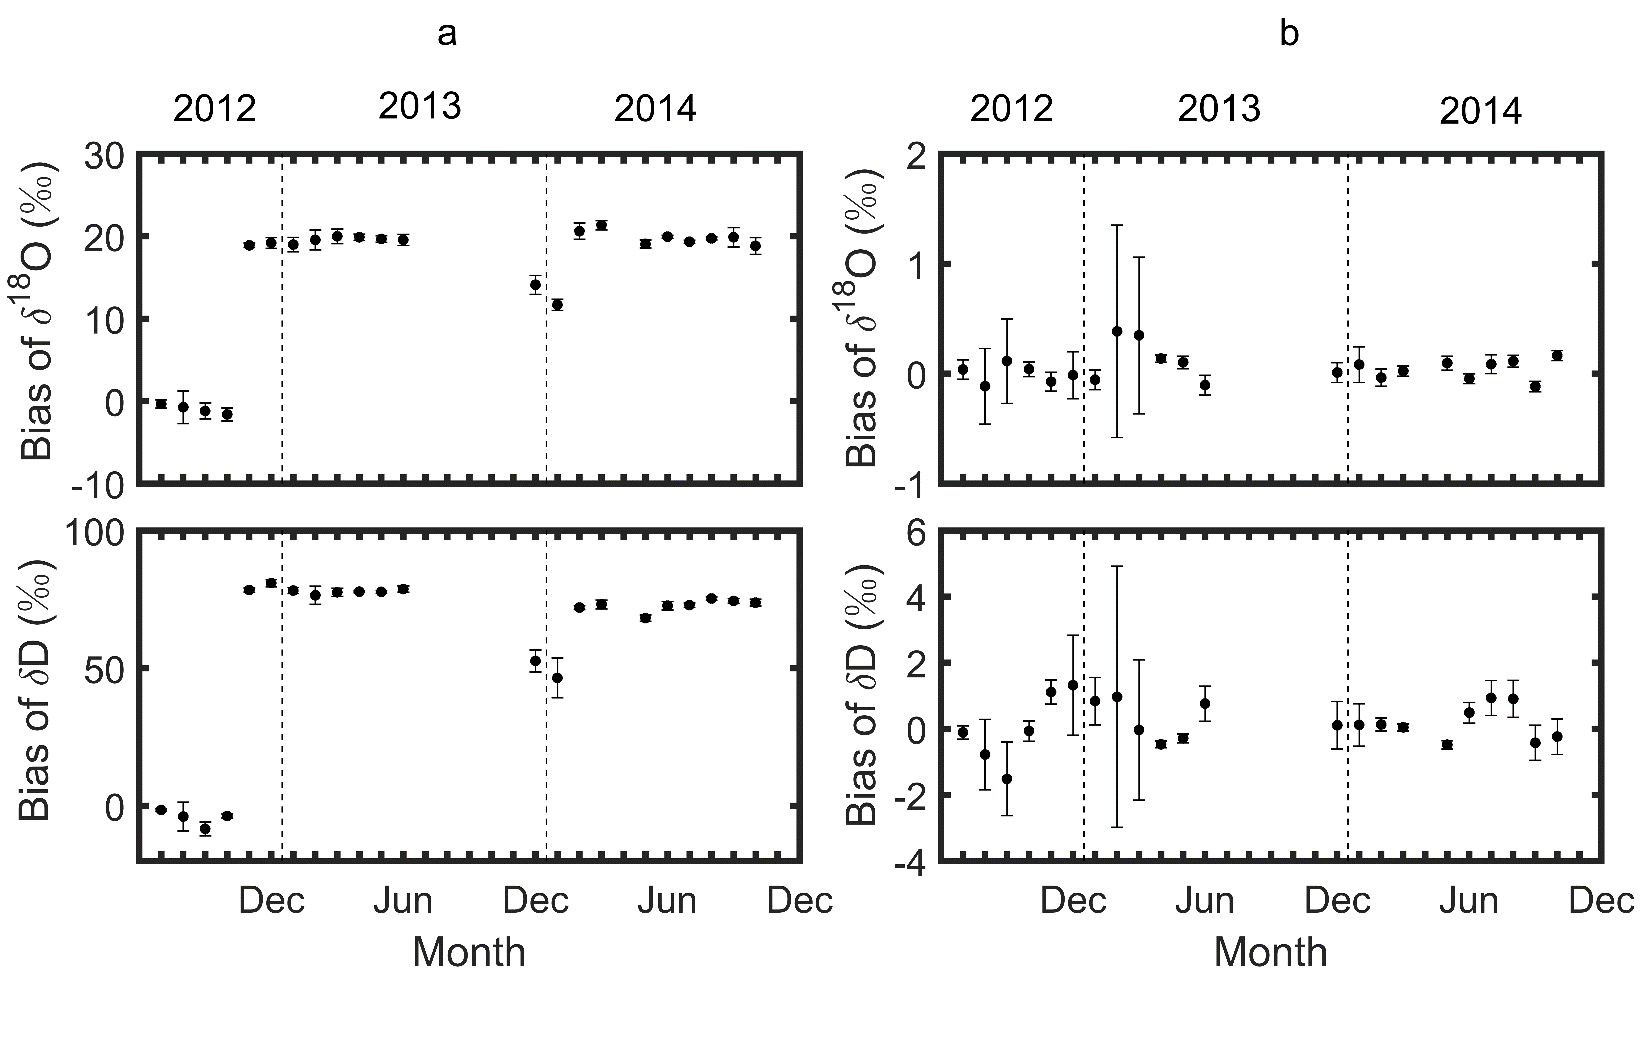 a
b
2012
2013
2014
2012
2013
2014
Bias of δ¹⁸O (‰)
30
20
10
0
-10
Bias of δ¹⁸O (‰)
2
1
0
-1
Bias of δD (‰)
100
50
0
Bias of δD (‰)
6
4
2
0
-2
-4
Dec
Jun
Dec
Jun
Dec
Dec
Jun
Dec
Jun
Dec
Month
Month